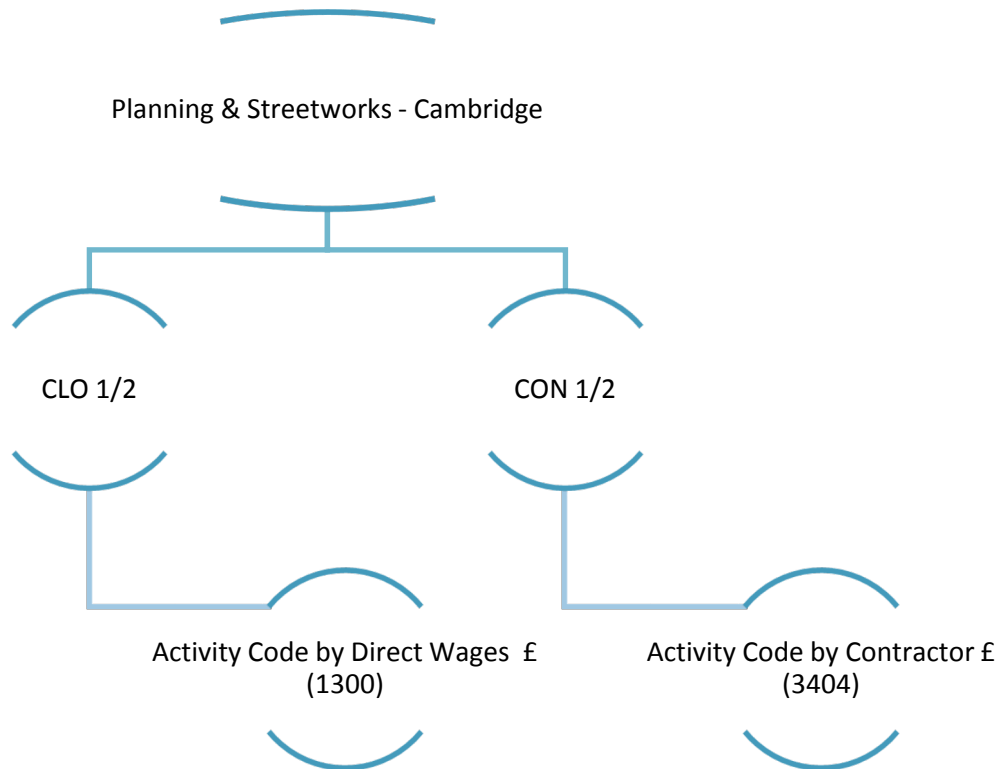 Planning & Streetworks - Cambridge
CLO 1/2
CON 1/2
Activity Code by Direct Wages £
(1300)
Activity Code by Contractor £
(3404)